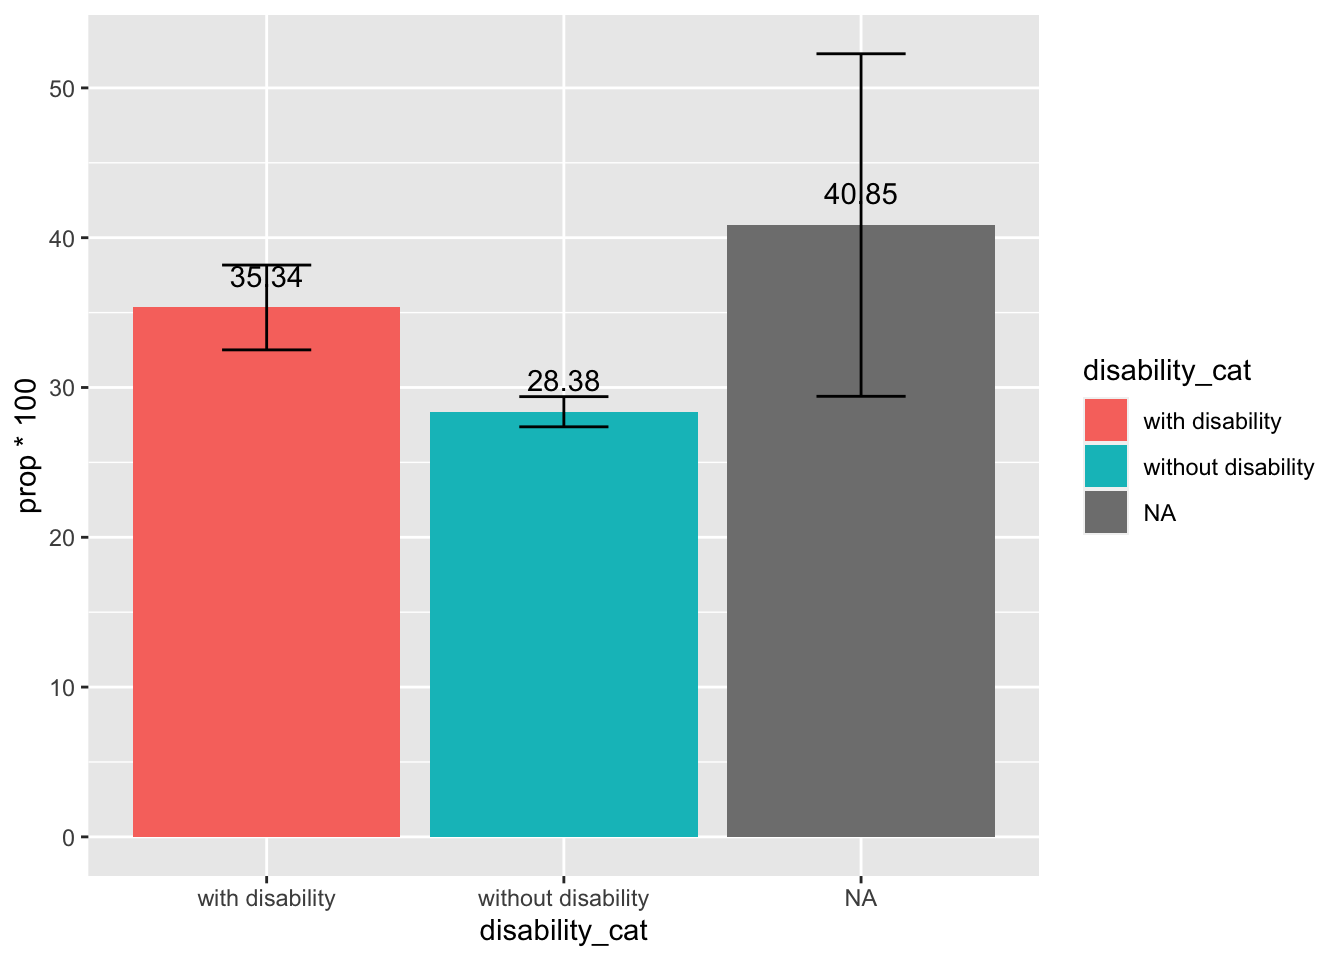 prop * 100
50
40
30
20
10
0
35.34
28.38
40.85
with disability
without disability
NA
disability_cat
disability_cat
with disability
without disability
NA